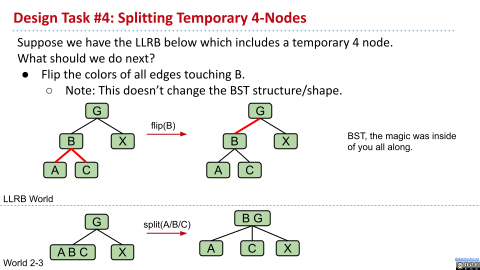 Design Task #4: Splitting Temporary 4-Nodes
Suppose we have the LLRB below which includes a temporary 4 node.
What should we do next?
● Flip the colors of all edges touching B.
○ Note: This doesn't change the BST structure/shape.
G
flip(B)
G
B
X
B
X
BST, the magic was inside
of you all along.
A
C
A
C
LLRB World
G
split(A/B/C)
B G
A B C
X
A
C
X
World 2-3